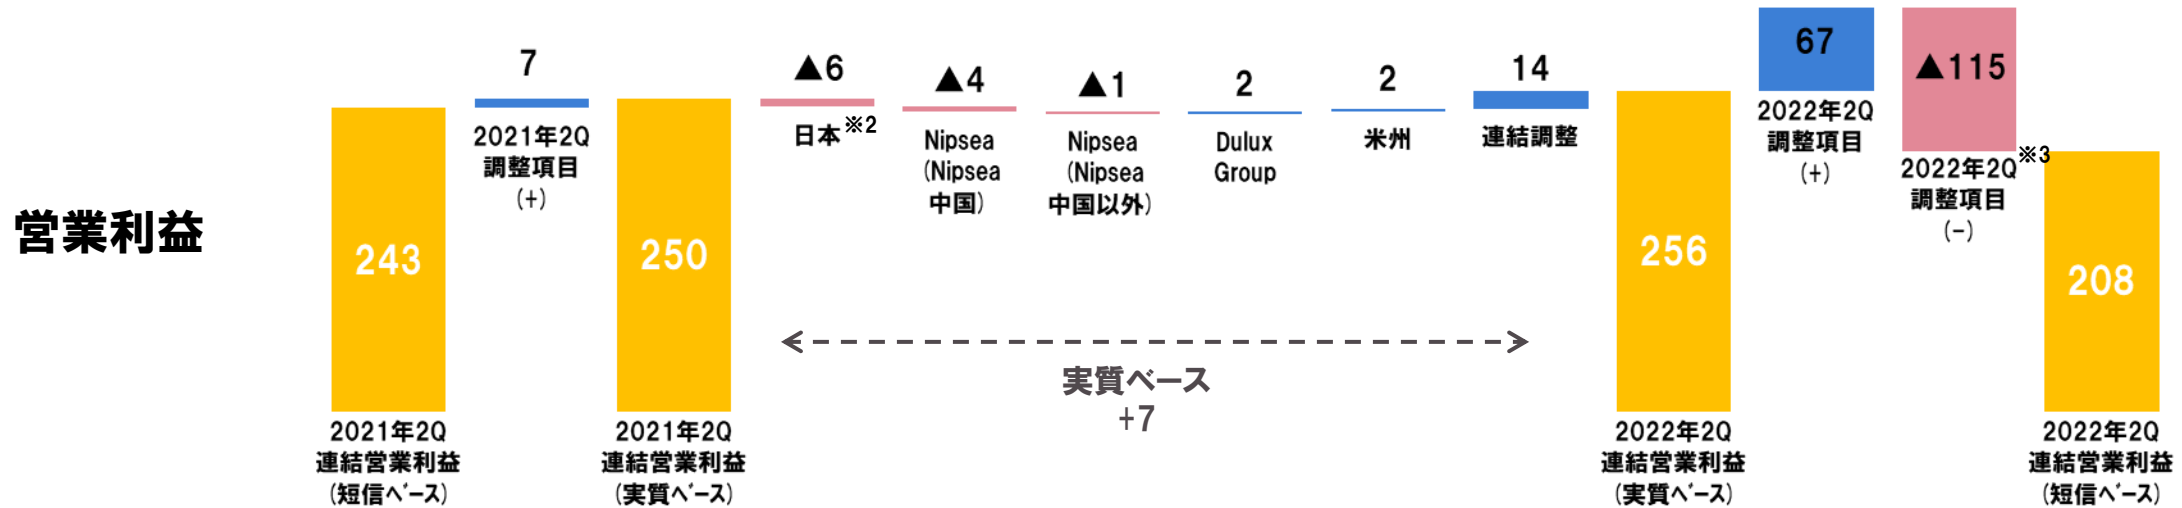 営業利益
243
2021年2Q
連結営業利益
(短信ベース)
7
2021年2Q
調整項目
(+)
250
2021年2Q
連結営業利益
(実質ベース)
▲6
日本※2
▲4
Nipsea
(Nipsea
中国)
▲1
Nipsea
(Nipsea
中国以外)
2
Dulux
Group
2
米州
14
連結調整
実質ベース
+7
256
2022年2Q
連結営業利益
(実質ベース)
67
2022年2Q
調整項目
(+)
▲115
2022年2Q※3
調整項目
(-)
208
2022年2Q
連結営業利益
(短信ベース)